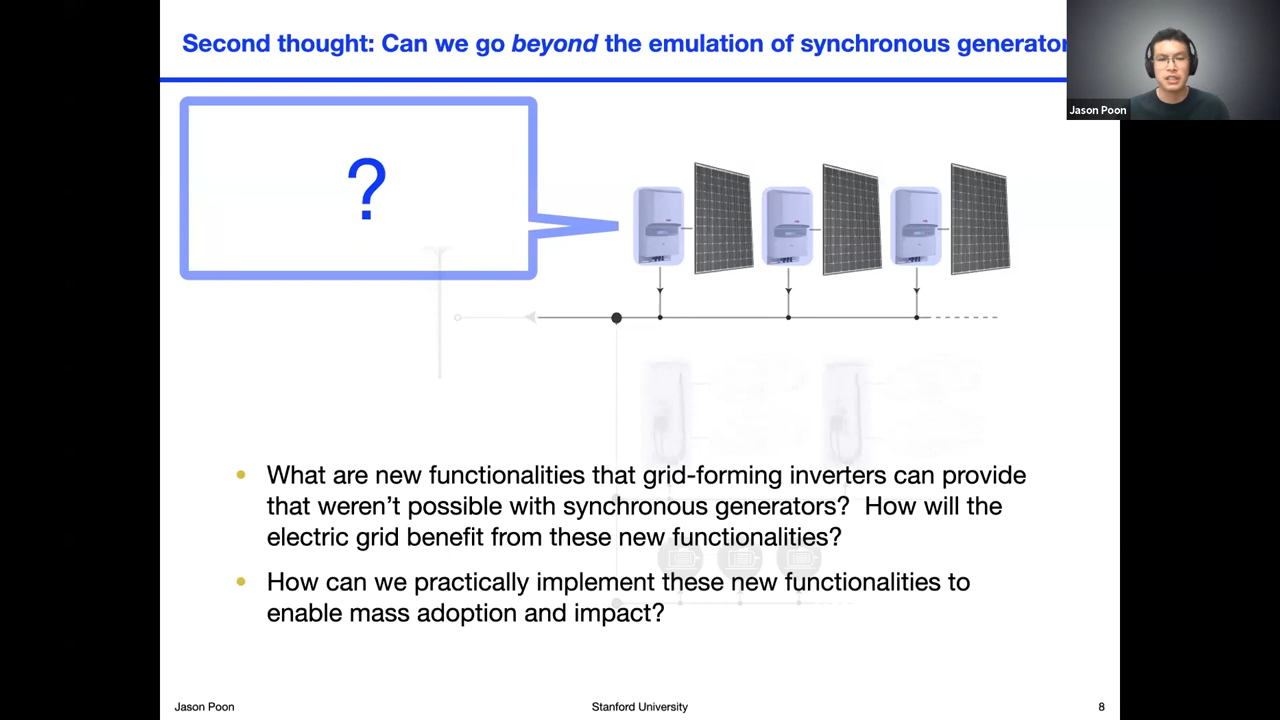 Second thought: Can we go beyond the emulation of synchronous generator
Jason Poon
?
What are new functionalities that grid-forming inverters can provide
that weren’t possible with synchronous generators?  How will the
electric grid benefit from these new functionalities?
How can we practically implement these new functionalities to
enable mass adoption and impact?
Jason Poon
Stanford University
8